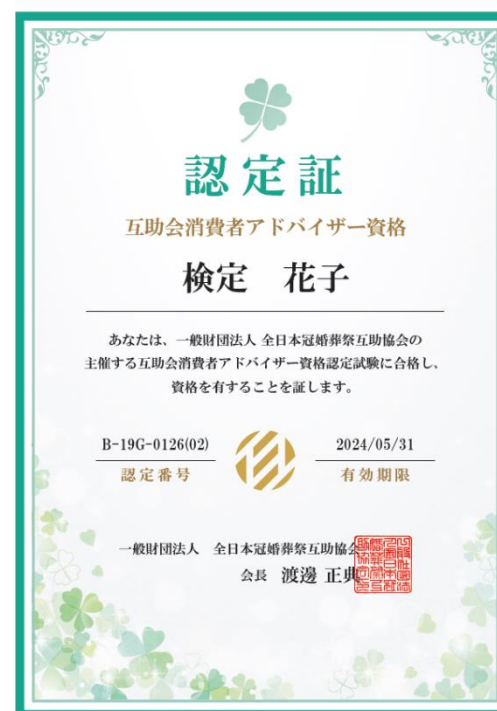 認定証
互助会消費者アドバイザー資格
検定　花子
あなたは、一般財団法人 全日本冠婚葬祭互助協会の
主催する互助会消費者アドバイザー資格認定試験に合格し、
資格を有することを証します。
B-19G-0126(02)
認定番号
2024/05/31
有効期限
一般財団法人　全日本冠婚葬祭互助協会
会長　渡邊 正典